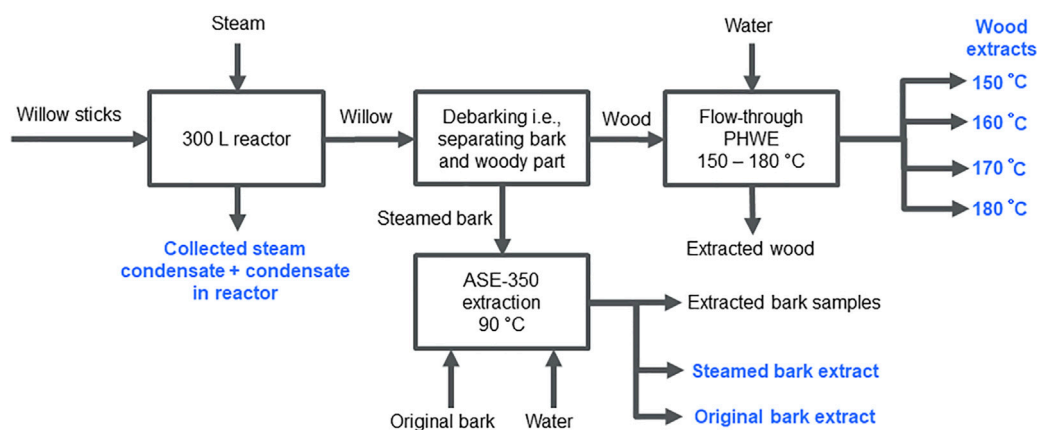 Steam
Water
Wood
extracts
Willow sticks
300 L reactor
Willow
Debarking i.e.,
separating bark
and woody part
Wood
Flow-through
PHWE
150 – 180 °C
150 °C
160 °C
170 °C
180 °C
Steamed bark
Collected steam
condensate + condensate
in reactor
Extracted wood
ASE-350
extraction
90 °C
Extracted bark samples
Steamed bark extract
Original bark extract
Original bark
Water